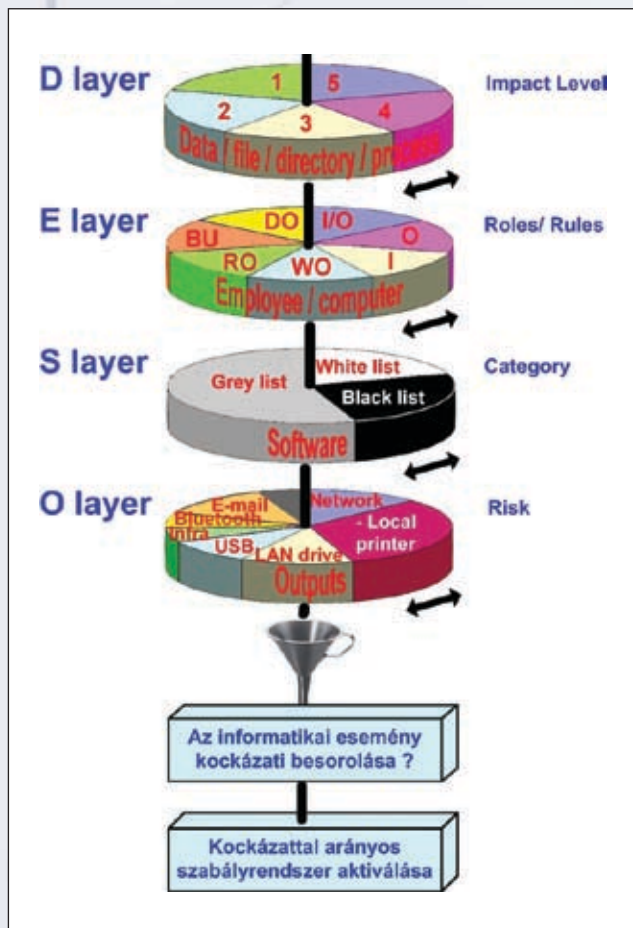 D layer
Impact Level
1
5
2
3
4
Data / file / directory / process
E layer
Roles/ Rules
DO
I/O
BU
O
RO
WO
I
Employee / computer
S layer
Category
Grey list
White list
Black list
Software
O layer
Risk
E-mail
Network
Bluetooth
Infra
- Local
printer
USB
LAN drive
Outputs
Az informatikai esemény
kockázati besorolása ?
Kockázattal arányos
szabályrendszer aktiválása